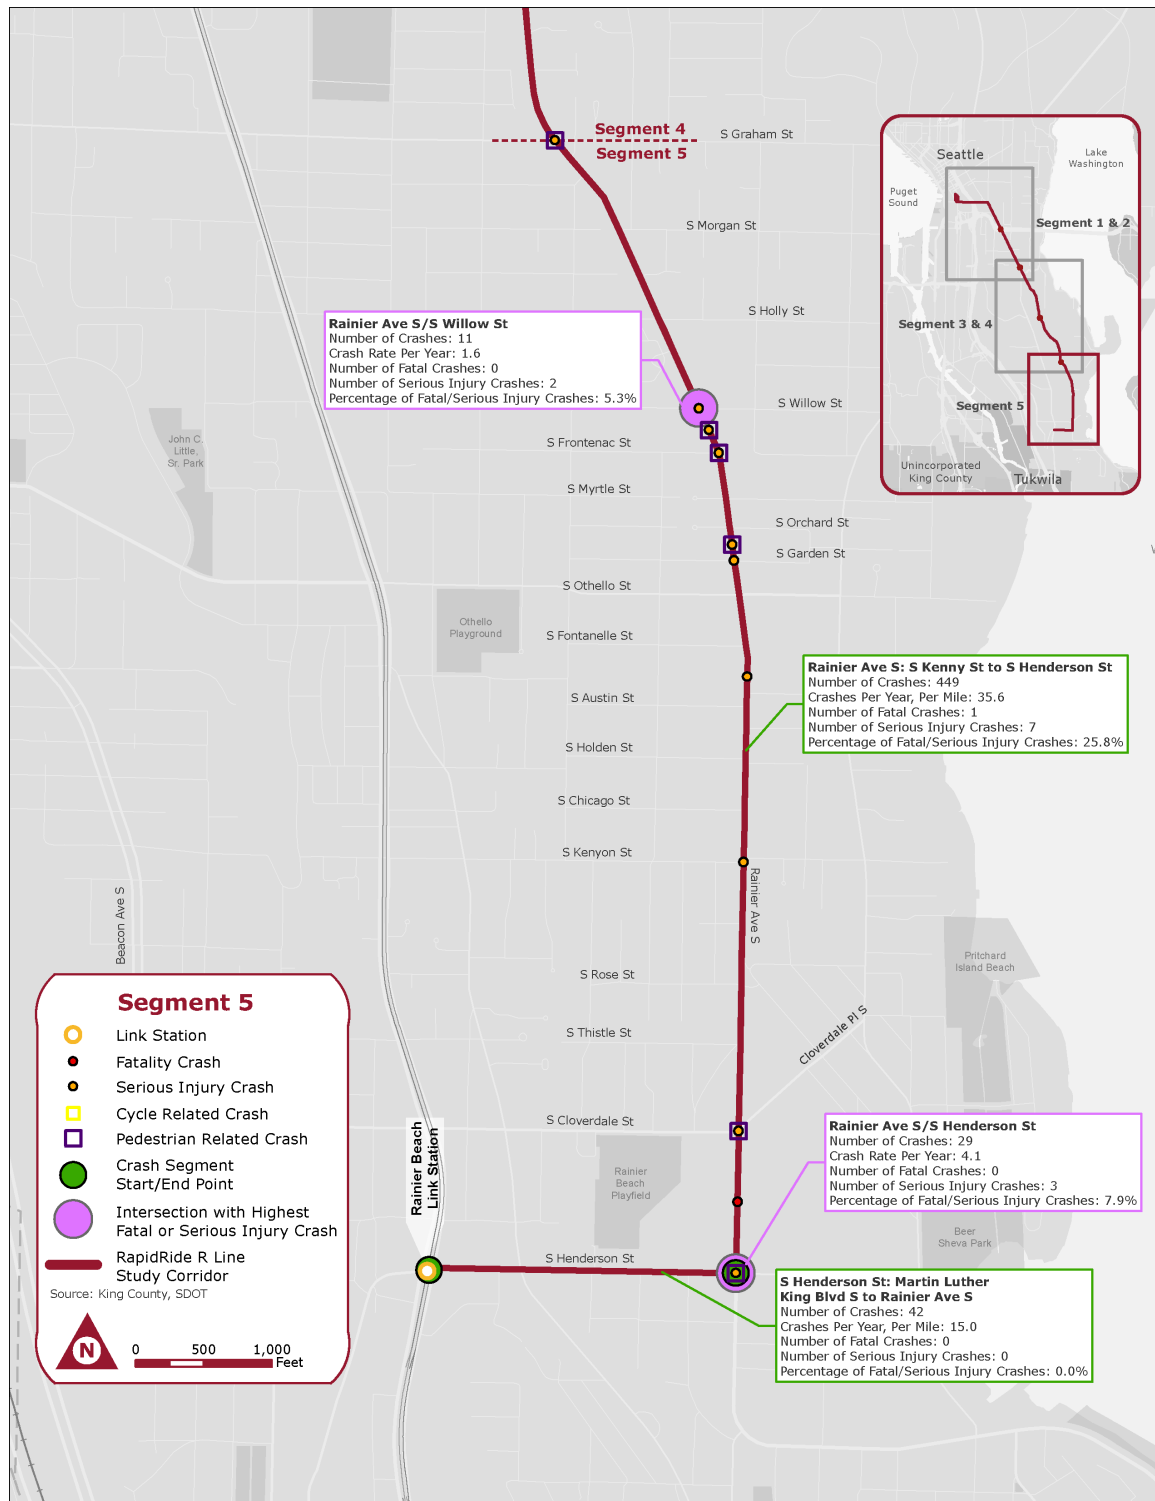 Segment 4
Segment 5
S Graham St
S Morgan St
S Holly St
Rainier Ave S/S Willow St
Number of Crashes: 11
Crash Rate Per Year: 1.6
Number of Fatal Crashes: 0
Number of Serious Injury Crashes: 2
Percentage of Fatal/Serious Injury Crashes: 5.3%
S Willow St
S Frontenac St
S Myrtle St
S Orchard St
S Garden St
S Othello St
S Fontanelle St
S Austin St
S Holden St
S Chicago St
S Kenyon St
S Rose St
S Thistle St
S Cloverdale St
S Henderson St
John C.
Little,
Sr. Park
Othello
Playground
Seattle
Lake
Washington
Puget
Sound
Segment 1 & 2
Segment 3 & 4
Segment 5
Unincorporated
King County
Tukwila
Rainier Ave S: S Kenny St to S Henderson St
Number of Crashes: 449
Crashes Per Year, Per Mile: 35.6
Number of Fatal Crashes: 1
Number of Serious Injury Crashes: 7
Percentage of Fatal/Serious Injury Crashes: 25.8%
Rainier Ave S
Beacon Ave S
Pritchard
Island Beach
Cloverdale Pl S
Rainier
Beach
Playfield
Rainier Beach
Link Station
Rainier Ave S/S Henderson St
Number of Crashes: 29
Crash Rate Per Year: 4.1
Number of Fatal Crashes: 0
Number of Serious Injury Crashes: 3
Percentage of Fatal/Serious Injury Crashes: 7.9%
Beer
Sheva Park
S Henderson St: Martin Luther
King Blvd S to Rainier Ave S
Number of Crashes: 42
Crashes Per Year, Per Mile: 15.0
Number of Fatal Crashes: 0
Number of Serious Injury Crashes: 0
Percentage of Fatal/Serious Injury Crashes: 0.0%
Segment 5
Link Station
Fatality Crash
Serious Injury Crash
Cycle Related Crash
Pedestrian Related Crash
Crash Segment
Start/End Point
Intersection with Highest
Fatal or Serious Injury Crash
RapidRide R Line
Study Corridor
Source: King County, SDOT
N
0 500 1,000
Feet